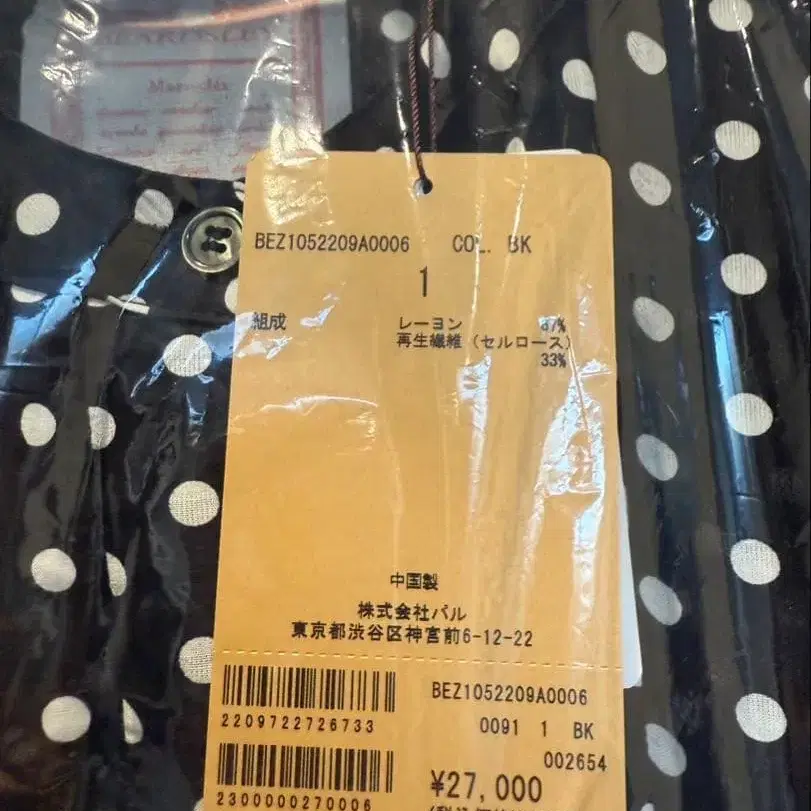 BEZ1052209A0006 COL. BK
1
組成 レーヨン 67%
再生繊維(セルロース)
33%
中国製
株式会社パル
東京都渋谷区神宮前6-12-22
BEZ1052209A0006
2209722726733
0091 1 BK
002654
¥27,000
2300000270006